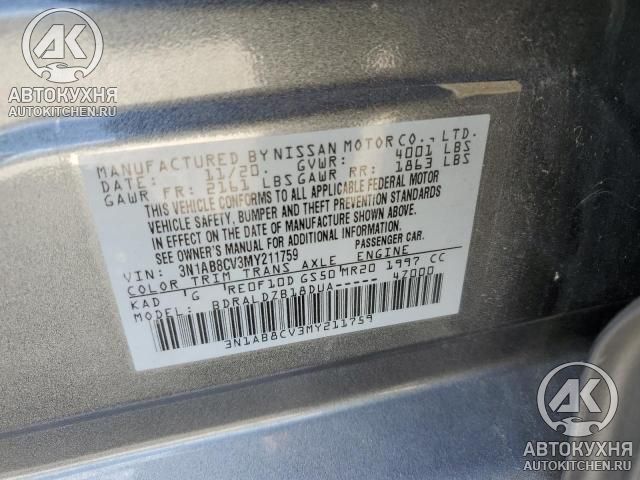 AK
АВТОКУХНЯ
AUTOKITCHEN.RU
MANUFACTURED BY NISSAN MOTOR CO., LTD.
DATE: 11/20 GVWR: 4001 LBS
GAWR FR: 2161 LBS GAWR RR: 1863 LBS
THIS VEHICLE CONFORMS TO ALL APPLICABLE FEDERAL MOTOR
VEHICLE SAFETY, BUMPER AND THEFT PREVENTION STANDARDS
IN EFFECT ON THE DATE OF MANUFACTURE SHOWN ABOVE.
SEE OWNER'S MANUAL FOR ADDITIONAL INFORMATION.
VIN: 3N1AB8CV3MY211759 PASSENGER CAR.
COLOR TRIM TRANS AXLE ENGINE
KAD G RE0F10D GS50 MR20 1997 CC
MODEL: BDRALDZB18DUA----- 47000
3N1AB8CV3MY211759
AK
АВТОКУХНЯ
AUTOKITCHEN.RU